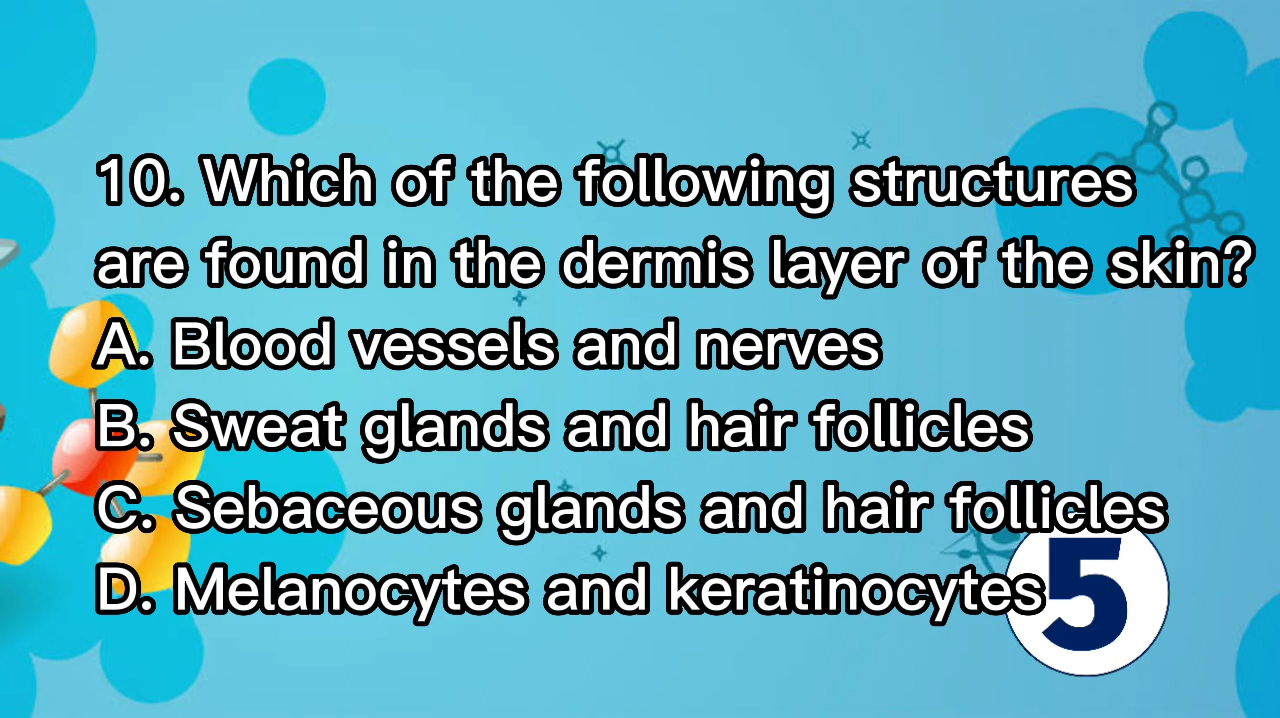 10. Which of the following structures
are found in the dermis layer of the skin?
A. Blood vessels and nerves
B. Sweat glands and hair follicles
C. Sebaceous glands and hair follicles
D. Melanocytes and keratinocytes
5